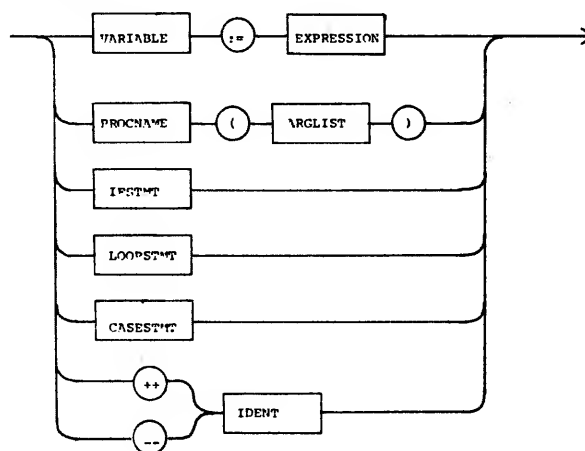 VARIABLE := EXPRESSION
PROCNAME ( ARGLIST )
IFSTMT
LOOPSTMT
CASESTMT
++
IDENT
--